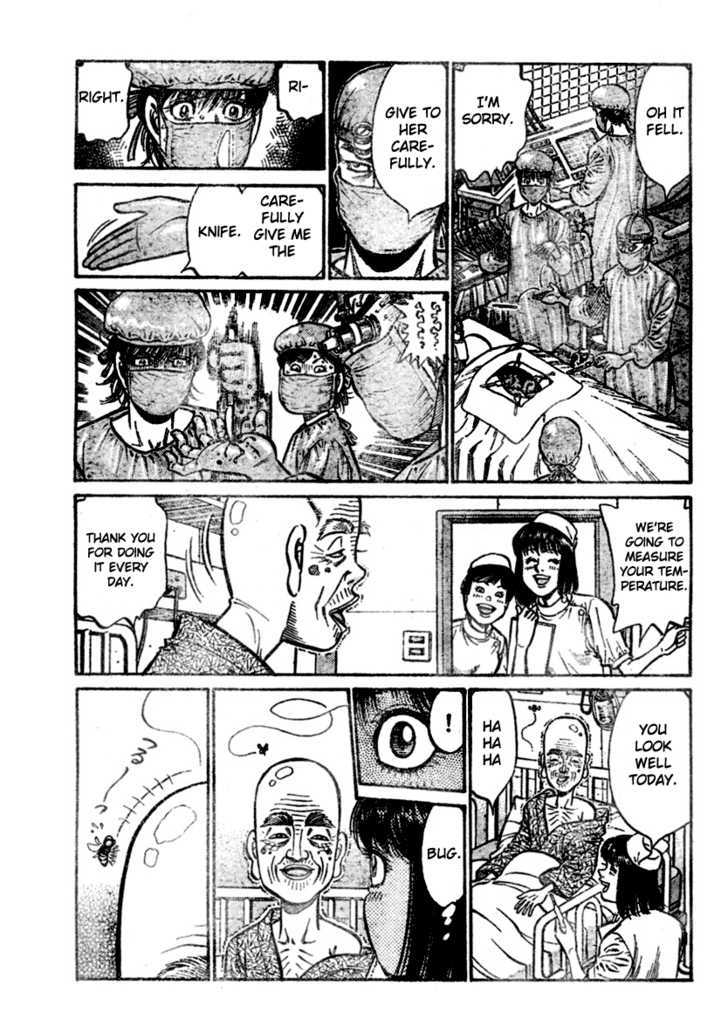 OH IT
FELL.
I'M
SORRY.
GIVE TO
HER
CARE-
FULLY.
RI-
RIGHT.
CARE-
FULLY
GIVE ME
THE
KNIFE.
WE'RE
GOING TO
MEASURE
YOUR TEM-
PERATURE.
THANK YOU
FOR DOING
IT EVERY
DAY.
YOU
LOOK
WELL
TODAY.
HA
HA
HA
!
BUG.